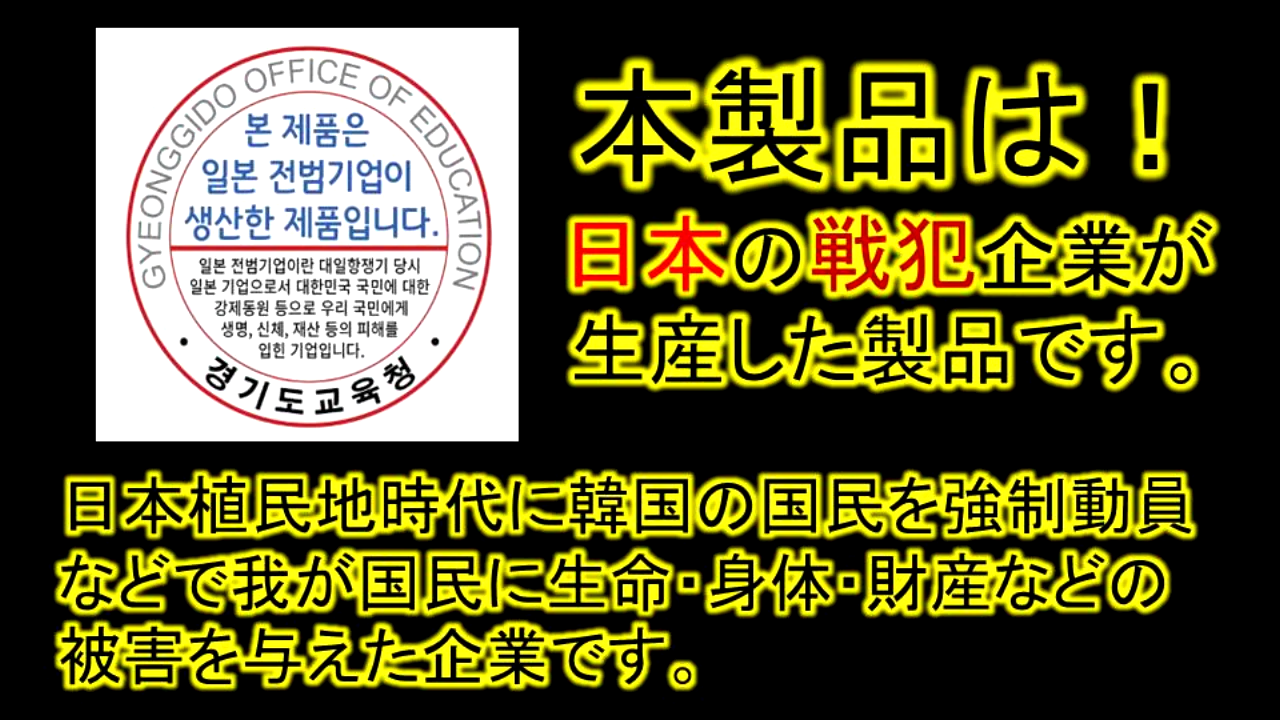 GYEONGGIDO OFFICE OF EDUCATION
본 제품은
일본 전범기업이
생산한 제품입니다.
일본 전범기업이란 대일항쟁기 당시
일본 기업으로서 대한민국 국민에 대한
강제동원 등으로 우리 국민에게
생명, 신체, 재산 등의 피해를
입힌 기업입니다.
• 경기도교육청 •
本製品は！
日本の戦犯企業が
生産した製品です。
日本植民地時代に韓国の国民を強制動員
などで我が国民に生命・身体・財産などの
被害を与えた企業です。